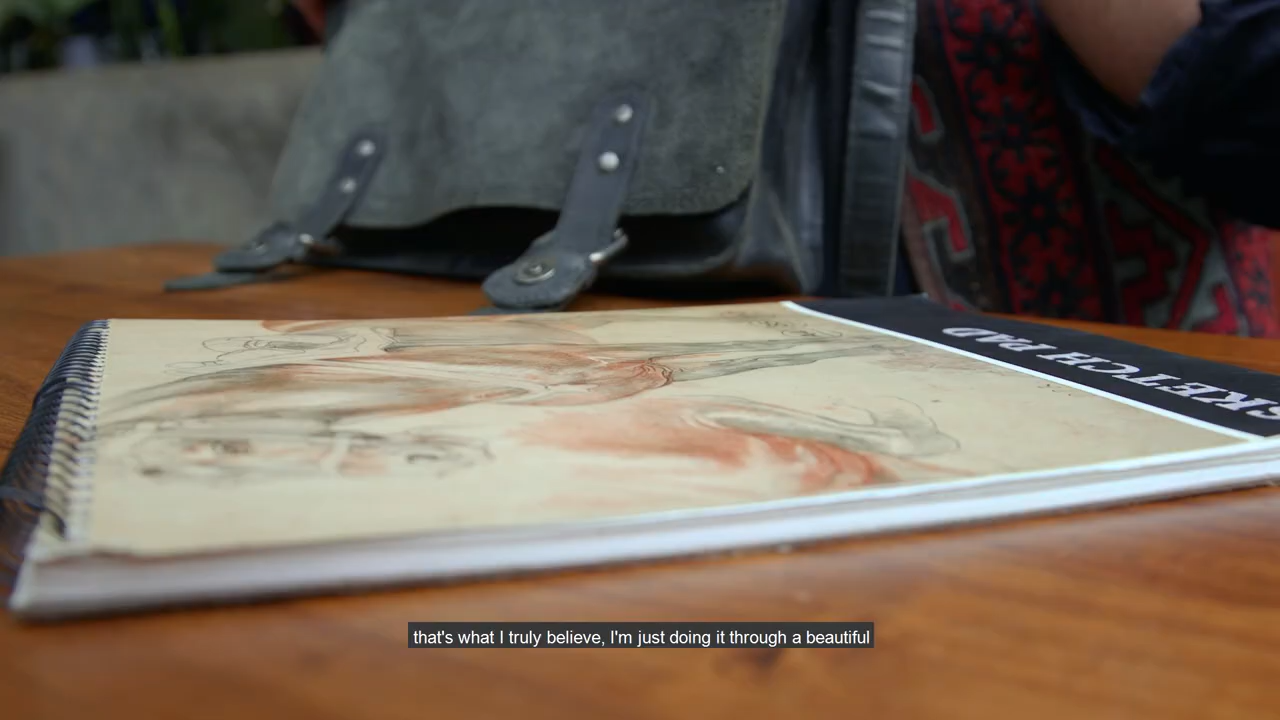 SKETCH PAD
that's what I truly believe, I'm just doing it through a beautiful